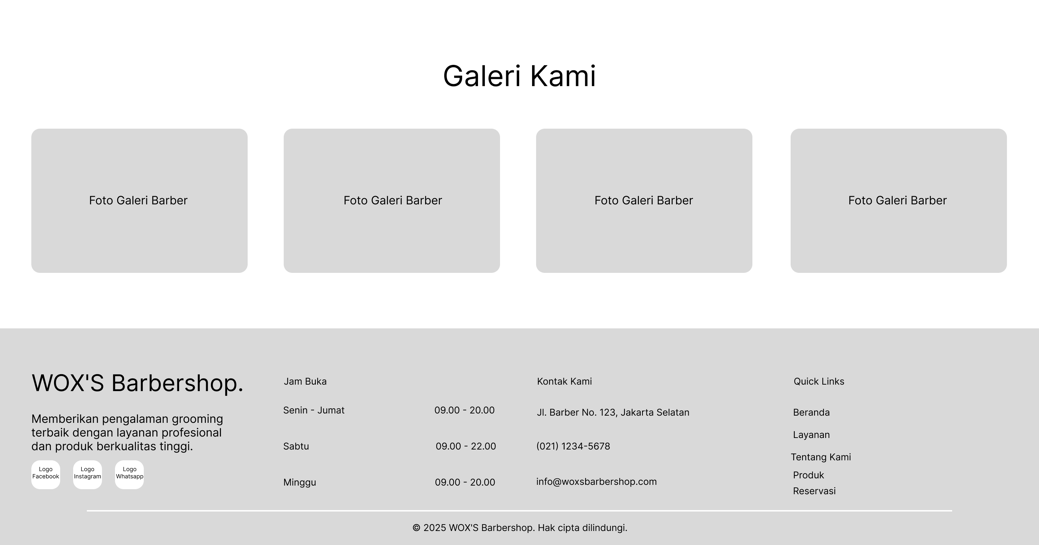 Galeri Kami
Foto Galeri Barber
Foto Galeri Barber
Foto Galeri Barber
Foto Galeri Barber
WOX'S Barbershop.
Memberikan pengalaman grooming
terbaik dengan layanan profesional
dan produk berkualitas tinggi.
Logo
Facebook
Logo
Instagram
Logo
Whatsapp
Jam Buka
Senin - Jumat
09.00 - 20.00
Sabtu
09.00 - 22.00
Minggu
09.00 - 20.00
Kontak Kami
Jl. Barber No. 123, Jakarta Selatan
(021) 1234-5678
info@woxsbarbershop.com
Quick Links
Beranda
Layanan
Tentang Kami
Produk
Reservasi
© 2025 WOX'S Barbershop. Hak cipta dilindungi.